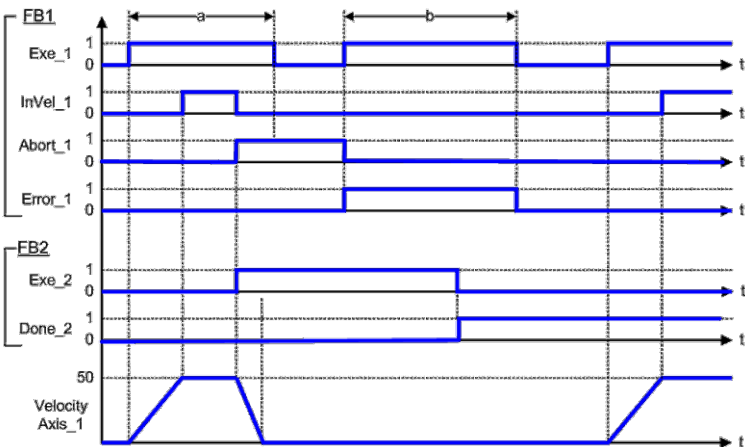 FB1
a
b
Exe_1
1
0
t
InVel_1
1
0
t
Abort_1
1
0
t
Error_1
1
0
t
FB2
Exe_2
1
0
t
Done_2
1
0
t
50
Velocity
Axis_1
t